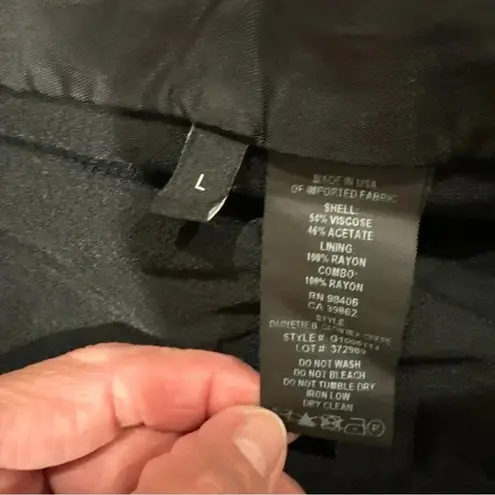 L
MADE IN USA
OF IMPORTED FABRIC
SHELL:
54% VISCOSE
46% ACETATE
LINING
100% RAYON
COMBO:
100% RAYON
RN 98406
CA 39862
STYLE
STYLE #:
LOT # 372989
DO NOT WASH
DO NOT BLEACH
DO NOT TUMBLE DRY
IRON LOW
DRY CLEAN